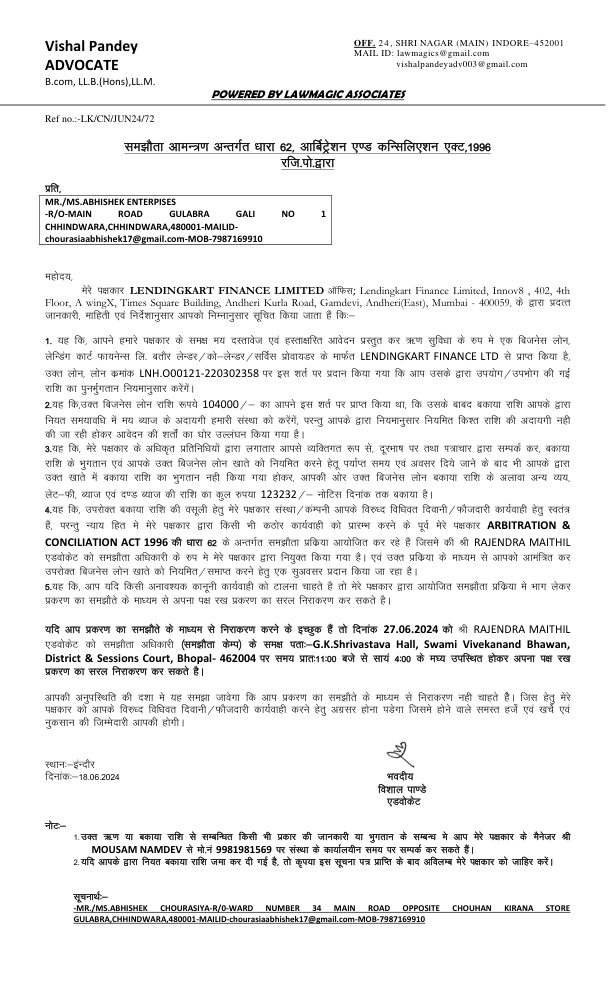 Vishal Pandey
ADVOCATE
B.com, LL.B.(Hons),LL.M.
OFF. 24, SHRI NAGAR (MAIN) INDORE–452001
MAIL ID: lawmagics@gmail.com
vishalpandeyadv003@gmail.com
POWERED BY LAWMAGIC ASSOCIATES
Ref no.:-LK/CN/JUN24/72
समझौता आमन्त्रण अन्तर्गत धारा 62, आर्बिट्रेशन एण्ड कन्सिलिएशन एक्ट,1996
रजि.पो.द्वारा
प्रति,
MR./MS.ABHISHEK ENTERPISES
-R/O-MAIN ROAD GULABRA GALI NO 1
CHHINDWARA,CHHINDWARA,480001-MAILID-
chourasiaabhishek17@gmail.com-MOB-7987169910
महोदय,
मेरे पक्षकार LENDINGKART FINANCE LIMITED ऑफिस; Lendingkart Finance Limited, Innov8 , 402, 4th
Floor, A wingX, Times Square Building, Andheri Kurla Road, Gamdevi, Andheri(East), Mumbai - 400059, के द्वारा प्रदत्त
जानकारी, माहिती एवं निर्देशानुसार आपको निम्नानुसार सूचित किया जाता हैं किः–
1. यह कि, आपने हमारे पक्षकार के समक्ष मय दस्तावेज एवं हस्ताक्षरित आवेदन प्रस्तुत कर ऋण सुविधा के रुप मे एक बिजनेस लोन,
लेन्डिंग कार्ट फायनेन्स लि. बतौर लेन्डर/को–लेन्डर/सर्विस प्रोवायडर के मार्फत LENDINGKART FINANCE LTD से प्राप्त किया है,
उक्त लोन, लोन क्रमांक LNH.O00121-220302358 पर इस शर्त पर प्रदान किया गया कि आप उसके द्वारा उपयोग/उपभोग की गई
राशि का पुनर्मुगतान नियमानुसार करेंगें।
2.यह कि,उक्त बिजनेस लोन राशि रूपये 104000/– का आपने इस शर्त पर प्राप्त किया था, कि उसके बाबद बकाया राशि आपके द्वारा
नियत समयावधि में मय ब्याज के अदायगी हमारी संस्था को करेंगें, परन्तु आपके द्वारा नियमानुसार नियमित किश्त राशि की अदायगी नही
की जा रही होकर आवेदन की शर्तों का घोर उल्लंघन किया गया है।
3.यह कि, मेरे पक्षकार के अधिकृत प्रतिनिधियों द्वारा लगातार आपसे व्यक्तिगत रूप से, दूरभाष पर तथा पत्राचार द्वारा सम्पर्क कर, बकाया
राशि के भुगतान एवं आपके उक्त बिजनेस लोन खाते को नियमित करने हेतू पर्याप्त समय एवं अवसर दिये जाने के बाद भी आपके द्वारा
उक्त खाते में बकाया राशि का भुगतान नही किया गया होकर, आपकी ओर उक्त बिजनेस बकाया राशि के अलावा अन्य व्यय,
लेट–फी, ब्याज एवं दण्ड ब्याज की राशि का कुल रुपया 123232/– नोटिस दिनांक तक बकाया है।
4.यह कि, उपरोक्त बकाया राशि की वसूली हेतु मेरे पक्षकार संस्था/कंपनी आपके विरुध्द विधिवत दिवानी/फौजदारी कार्यवाही हेतु स्वतंत्र
हैं, परन्तु न्याय हित मे मेरे पक्षकार द्वारा किसी भी कठोर कार्यवाही को प्रारम्भ करने के पूर्व मेरे पक्षकार ARBITRATION &
CONCILIATION ACT 1996 की धारा 62 के अन्तर्गत समझौता प्रक्रिया आयोजित कर रहे हैं जिसमे की श्री RAJENDRA MAITHIL
एडवोकेट को समझौता अधिकारी के रुप मे मेरे पक्षकार द्वारा नियुक्त किया गया है। एवं उक्त प्रक्रिया के माध्यम से आपको आमंत्रित कर
उपरोक्त बिजनेस लोन खाते को नियमित/समाप्त करने हेतु एक सुअवसर प्रदान किया जा रहा है।
5.यह कि, आप यदि किसी अनावश्यक कानूनी कार्यवाही को टालना चाहते है तो मेरे पक्षकार द्वारा आयोजित समझौता प्रक्रिया मे भाग लेकर
प्रकरण का समझौते के माध्यम से अपना पक्ष रख प्रकरण का सरल निराकरण कर सकते है।
यदि आप प्रकरण का समझौते के माध्यम से निराकरण करने के इच्छुक हैं तो दिनांक 27.06.2024 को श्री RAJENDRA MAITHIL
एडवोकेट को समझौता अधिकारी (समझौता केम्प) के समक्ष पताः–G.K.Shrivastava Hall, Swami Vivekanand Bhawan,
District & Sessions Court, Bhopal- 462004 पर समय प्रातः11:00 बजे से सायं 4:00 के मध्य उपस्थित होकर अपना पक्ष रख
प्रकरण का सरल निराकरण कर सकते है।
आपकी अनुपस्थिति की दशा मे यह समझा जावेगा कि आप प्रकरण का समझौते के माध्यम से निराकरण नही चाहते है। जिस हेतु मेरे
पक्षकार को आपके विरुध्द विधिवत दिवानी/फौजदारी कार्यवाही करने हेतु अग्रसर होना पडेगा जिसमे होने वाले समस्त हर्जे एवं खर्चे एवं
नुकसान की जिम्मेदारी आपकी होगी।
स्थानः–इंन्दौर
दिनांकः–18.06.2024
भवदीय
विशाल पाण्डे
एडवोकेट
नोटः–
1.उक्त ऋण या बकाया राशि से सम्बन्धित किसी भी प्रकार की जानकारी या भुगतान के सम्बन्ध मे आप मेरे पक्षकार के मैनेजर श्री
MOUSAM NAMDEV से मो.नं 9981981569 पर संस्था के कार्यालयीन समय पर सम्पर्क कर सकते हैं।
2.यदि आपके द्वारा नियत बकाया राशि जमा कर दी गई है, तो कृपया इस सूचना पत्र प्राप्ति के बाद अविलम्ब मेरे पक्षकार को जाहिर करें।
सूचनार्थः–
-MR./MS.ABHISHEK CHOURASIYA-R/0-WARD NUMBER 34 MAIN ROAD OPPOSITE CHOUHAN KIRANA STORE
GULABRA,CHHINDWARA,480001-MAILID-chourasiaabhishek17@gmail.com-MOB-7987169910